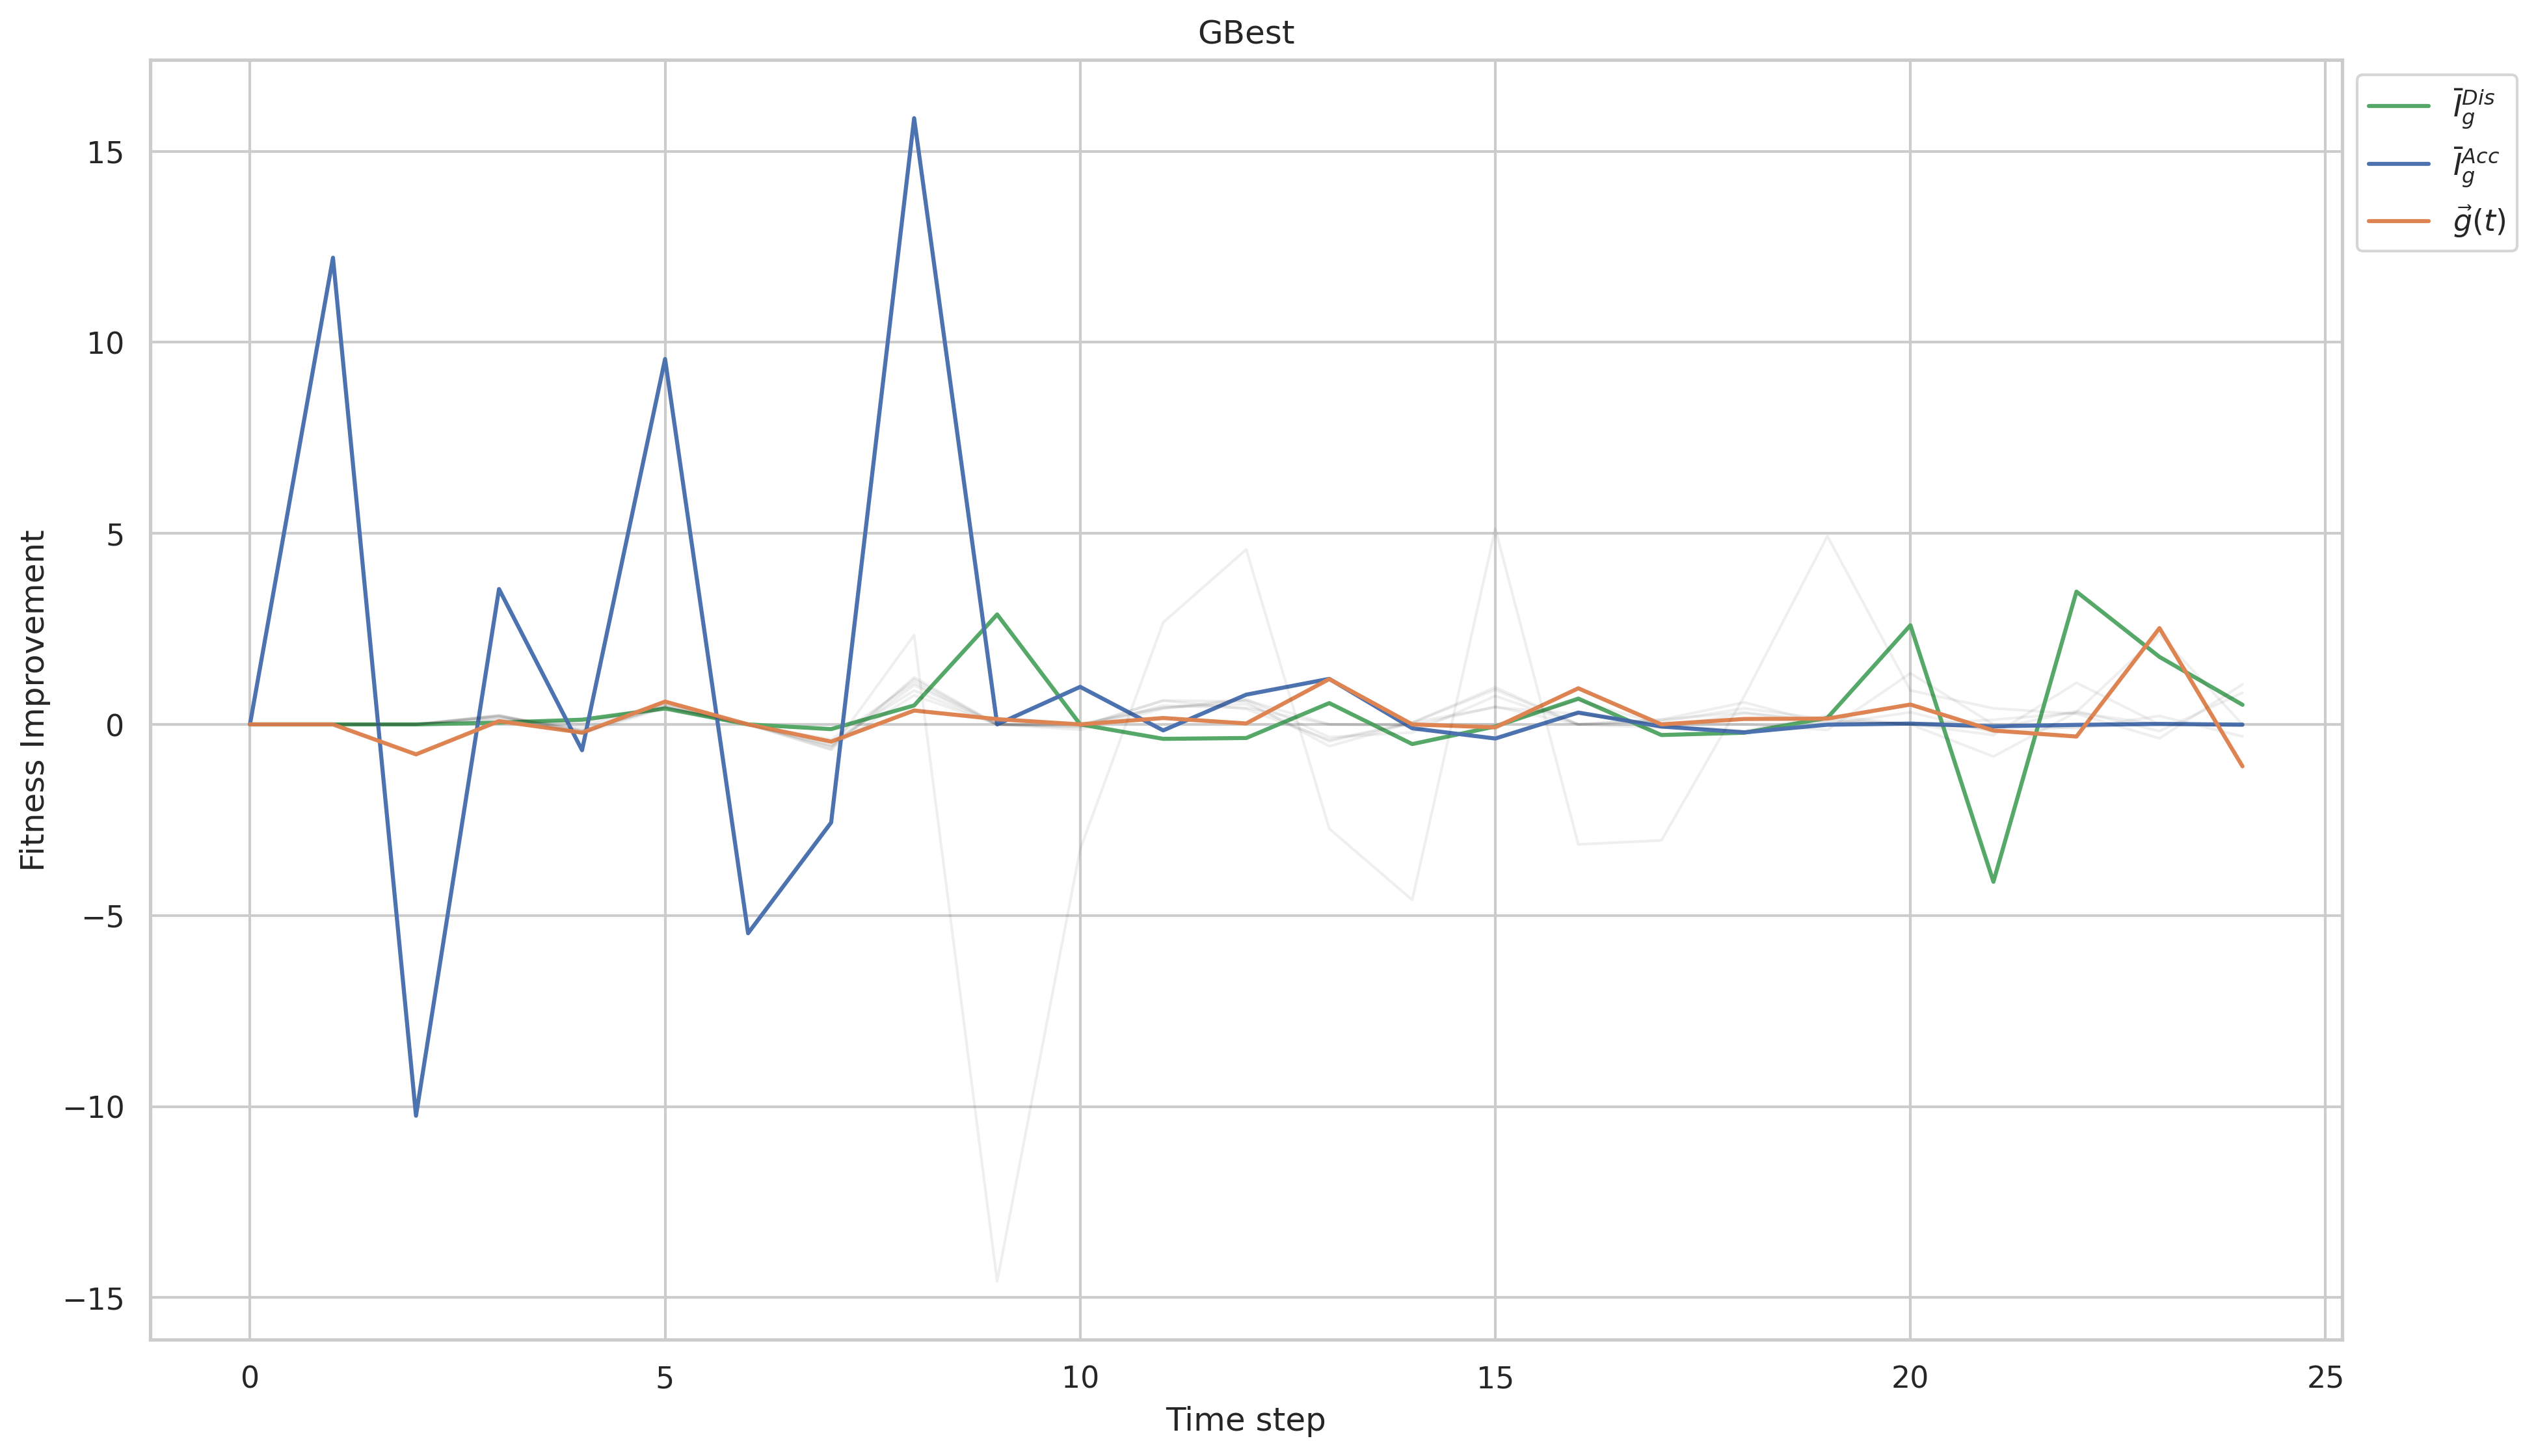 GBest
Fitness Improvement
15
10
5
0
−5
−10
−15
0 5 10 15 20 25
Time step
Ī_g^{Dis}
Ī_g^{Acc}
g⃗(t)